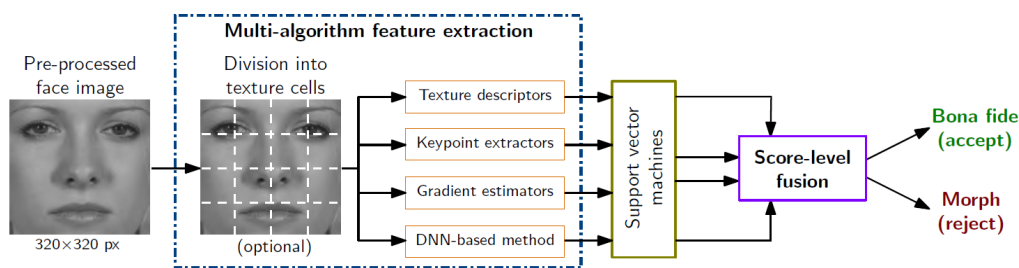 Multi-algorithm feature extraction
Pre-processed
face image
320×320 px
Division into
texture cells
(optional)
Texture descriptors
Keypoint extractors
Gradient estimators
DNN-based method
Support vector
machines
Score-level
fusion
Bona fide
(accept)
Morph
(reject)